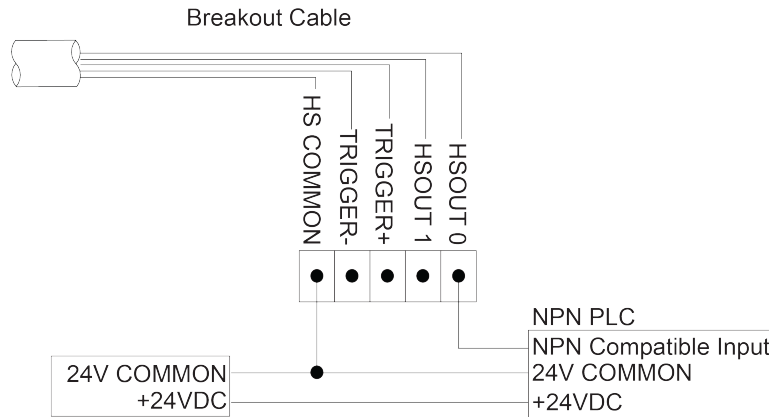 Breakout Cable
HS COMMON
TRIGGER-
TRIGGER+
HSOUT 1
HSOUT 0
NPN PLC
NPN Compatible Input
24V COMMON
+24VDC
24V COMMON
+24VDC